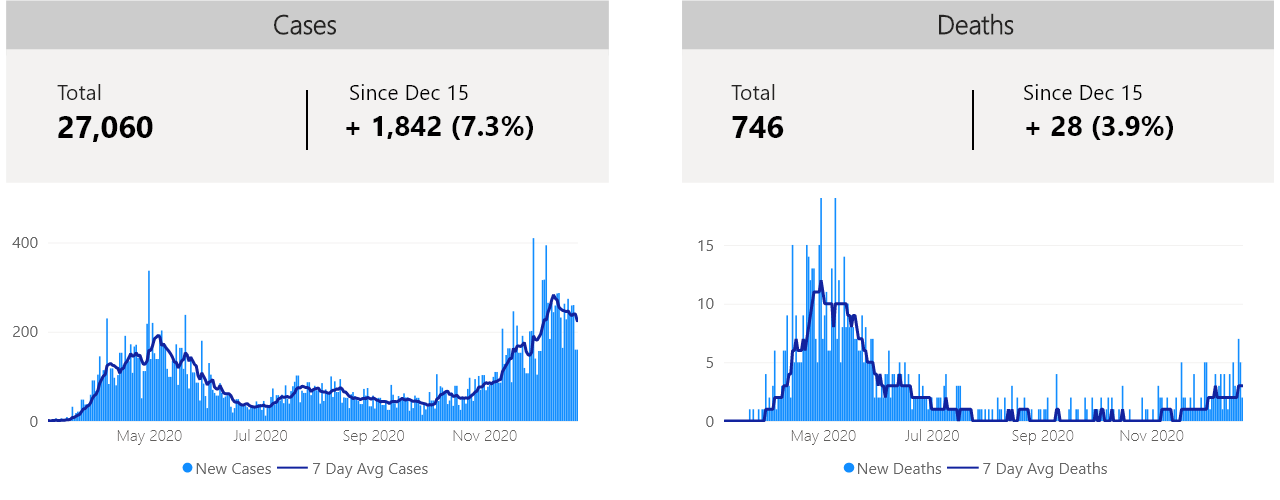 Cases
Total
27,060
Since Dec 15
+ 1,842 (7.3%)
400
200
0
May 2020 Jul 2020 Sep 2020 Nov 2020
New Cases 7 Day Avg Cases
Deaths
Total
746
Since Dec 15
+ 28 (3.9%)
15
10
5
0
May 2020 Jul 2020 Sep 2020 Nov 2020
New Deaths 7 Day Avg Deaths